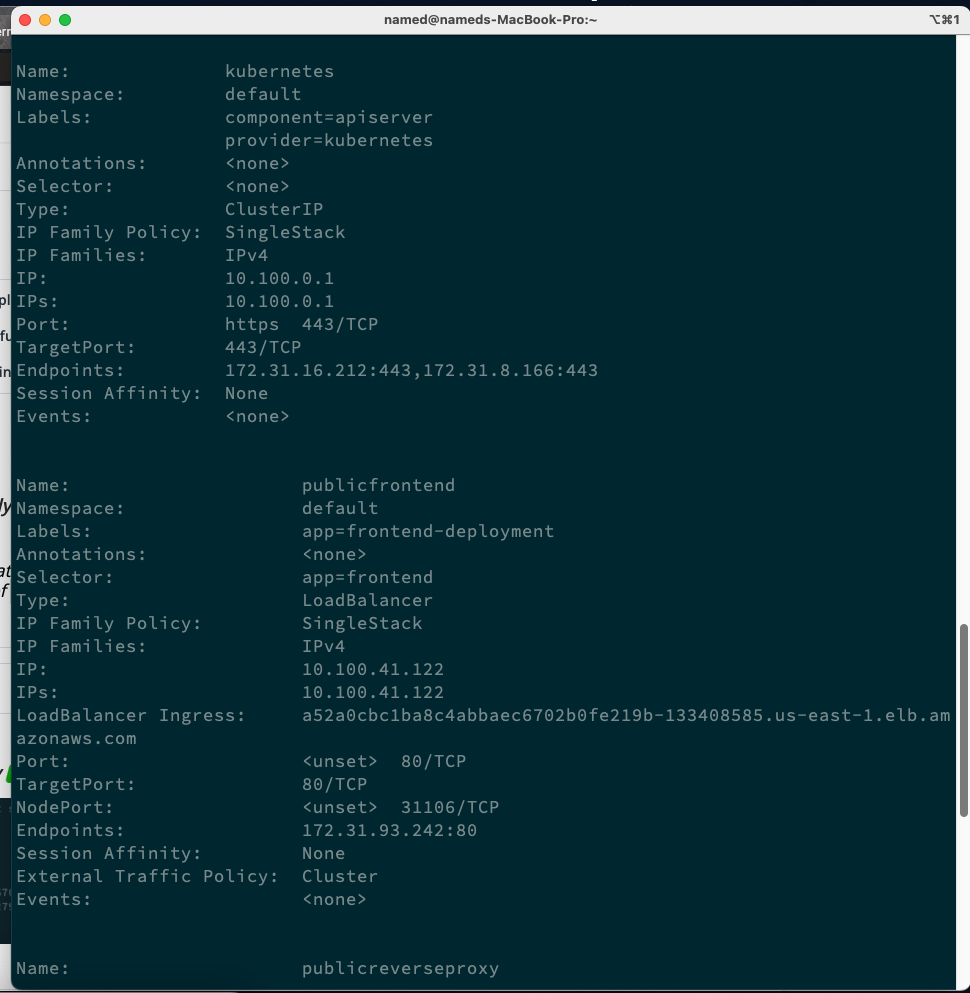 named@nameds-MacBook-Pro:~
⌥⌘1
Name: kubernetes
Namespace: default
Labels: component=apiserver
provider=kubernetes
Annotations: <none>
Selector: <none>
Type: ClusterIP
IP Family Policy: SingleStack
IP Families: IPv4
IP: 10.100.0.1
IPs: 10.100.0.1
Port: https 443/TCP
TargetPort: 443/TCP
Endpoints: 172.31.16.212:443,172.31.8.166:443
Session Affinity: None
Events: <none>
Name: publicfrontend
Namespace: default
Labels: app=frontend-deployment
Annotations: <none>
Selector: app=frontend
Type: LoadBalancer
IP Family Policy: SingleStack
IP Families: IPv4
IP: 10.100.41.122
IPs: 10.100.41.122
LoadBalancer Ingress: a52a0cbc1ba8c4abbaec6702b0fe219b-133408585.us-east-1.elb.am
azonaws.com
Port: <unset> 80/TCP
TargetPort: 80/TCP
NodePort: <unset> 31106/TCP
Endpoints: 172.31.93.242:80
Session Affinity: None
External Traffic Policy: Cluster
Events: <none>
Name: publicreverseproxy